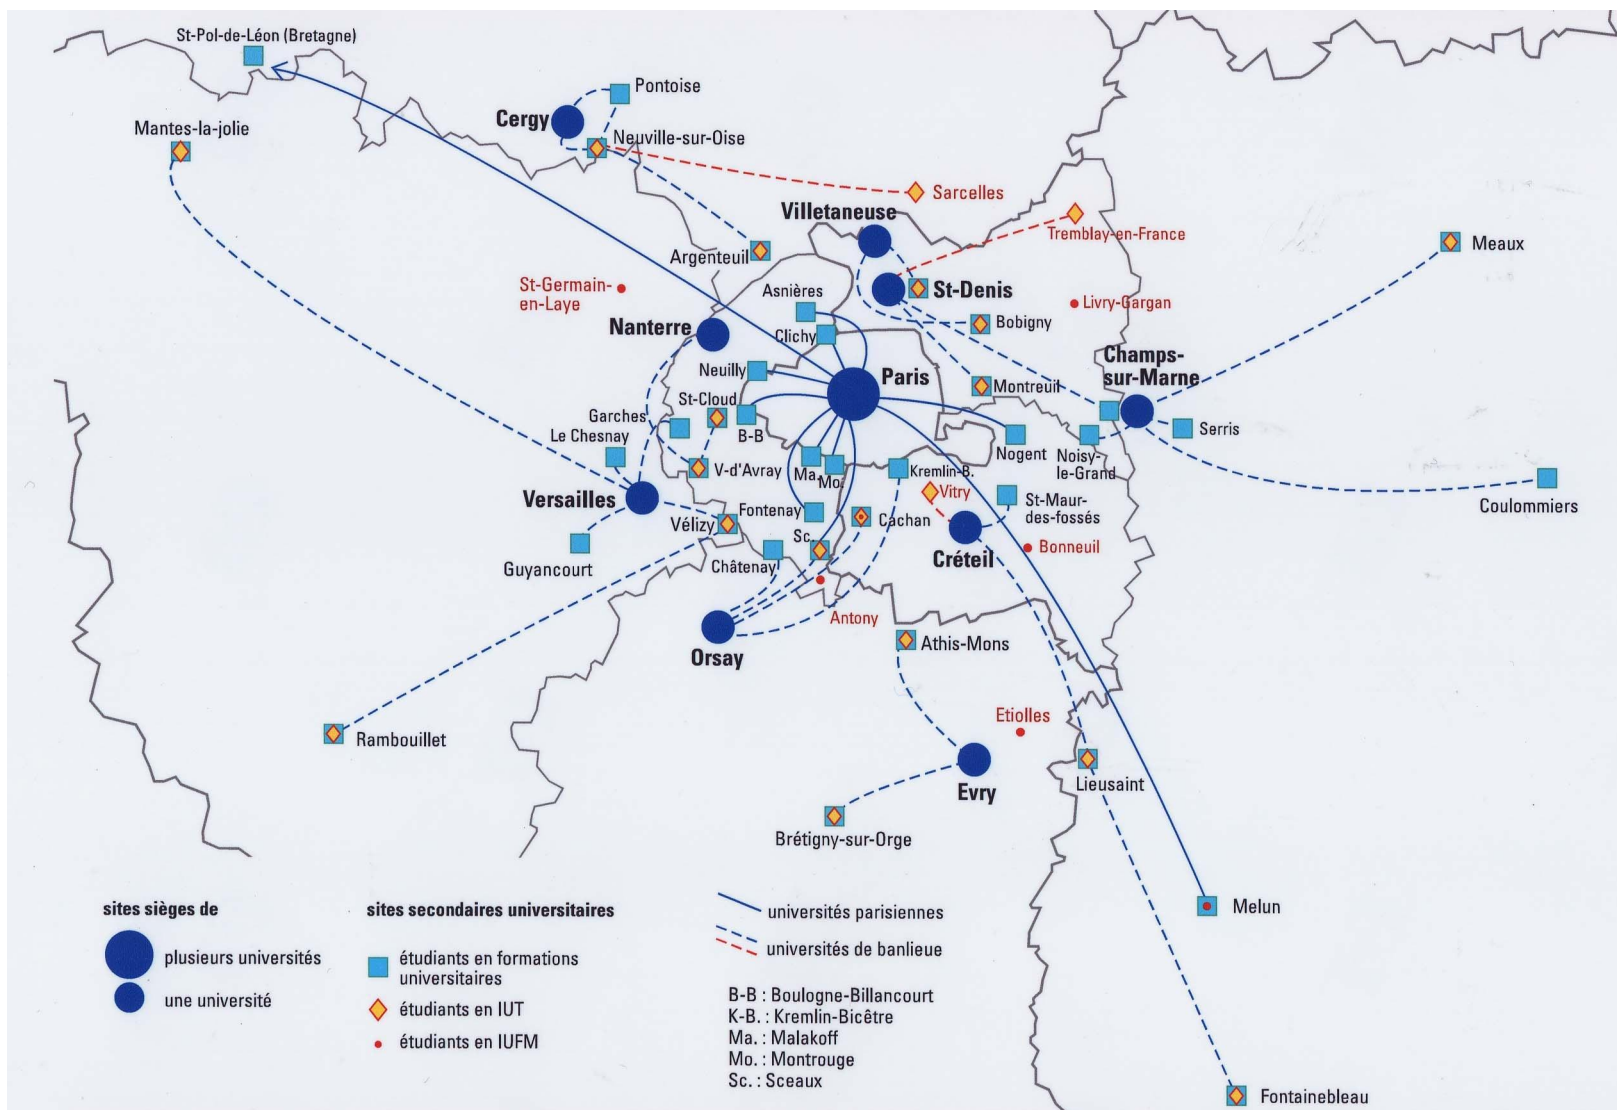 St-Pol-de-Léon (Bretagne)
Pontoise
Cergy
Mantes-la-jolie
Neuville-sur-Oise
Sarcelles
Villetaneuse
Tremblay-en-France
Meaux
Argenteuil
St-Germain-
en-Laye
Asnières
St-Denis
Livry-Gargan
Nanterre
Clichy
Bobigny
Champs-
sur-Marne
Neuilly
Paris
Montreuil
St-Cloud
Garches
Le Chesnay
B-B
Serris
Nogent
Noisy-
le-Grand
V-d'Avray
Ma.
Mo.
Kremlin-B.
Versailles
Vitry
St-Maur-
des-fossés
Coulommiers
Vélizy
Fontenay
Cachan
Sc.
Créteil
Bonneuil
Guyancourt
Châtenay
Antony
Orsay
Athis-Mons
Etiolles
Rambouillet
Evry
Lieusaint
Brétigny-sur-Orge
Melun
Fontainebleau
sites sièges de
plusieurs universités
une université
sites secondaires universitaires
étudiants en formations
universitaires
étudiants en IUT
étudiants en IUFM
universités parisiennes
universités de banlieue
B-B : Boulogne-Billancourt
K-B. : Kremlin-Bicêtre
Ma. : Malakoff
Mo. : Montrouge
Sc. : Sceaux